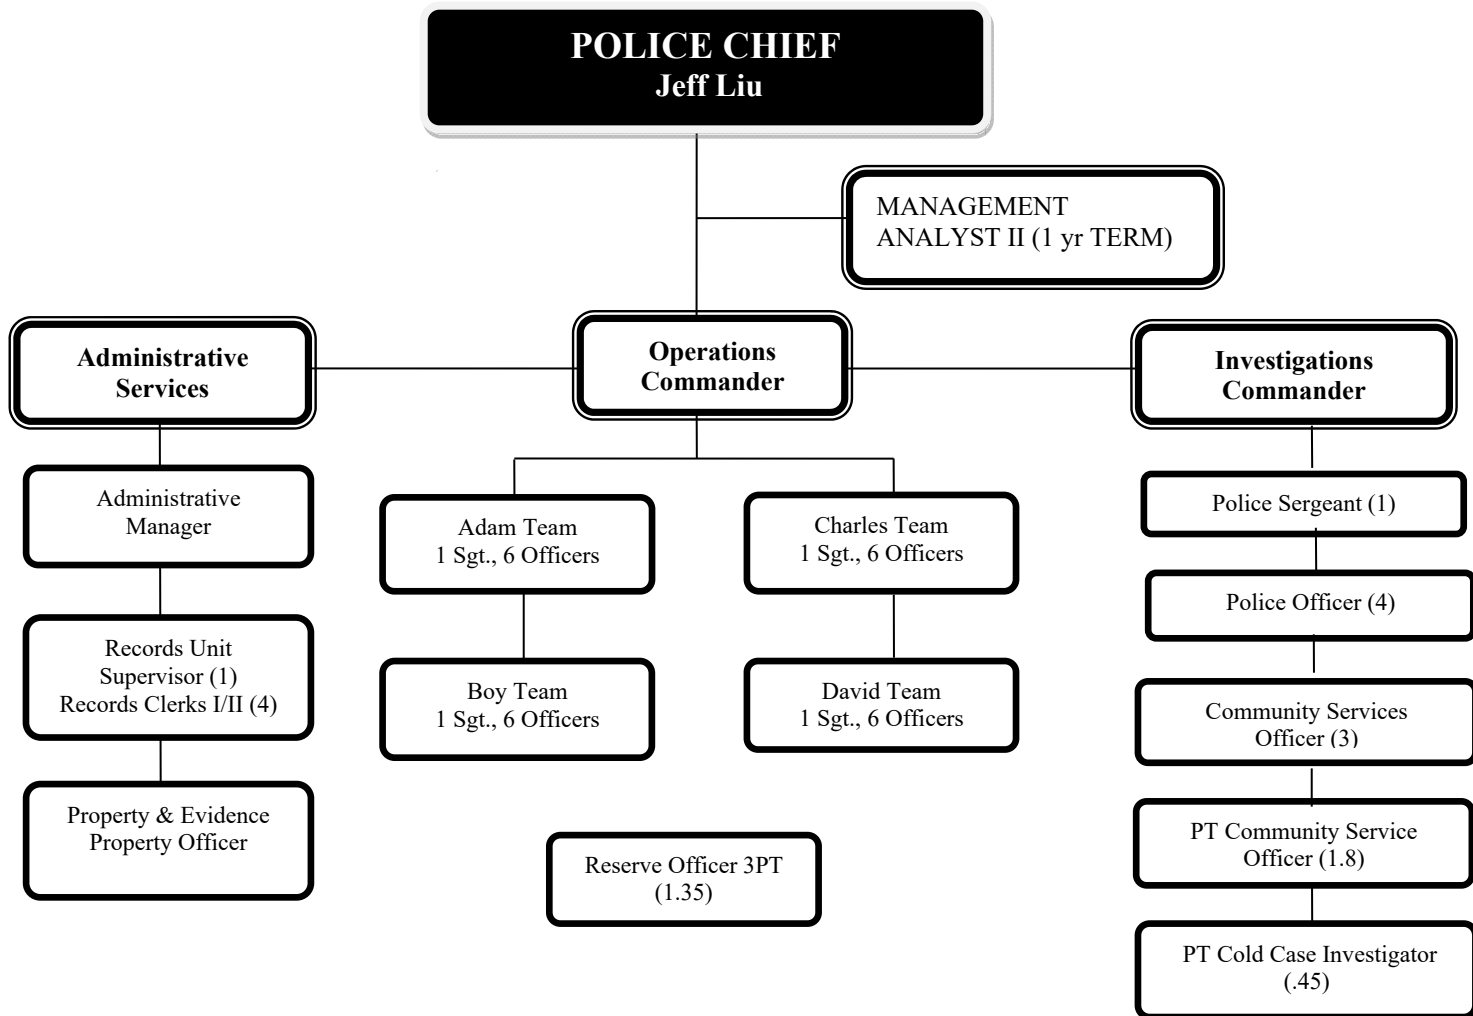 POLICE CHIEF
Jeff Liu
MANAGEMENT
ANALYST II (1 yr TERM)
Administrative
Services
Operations
Commander
Investigations
Commander
Administrative
Manager
Records Unit
Supervisor (1)
Records Clerks I/II (4)
Property & Evidence
Property Officer
Adam Team
1 Sgt., 6 Officers
Boy Team
1 Sgt., 6 Officers
Charles Team
1 Sgt., 6 Officers
David Team
1 Sgt., 6 Officers
Reserve Officer 3PT
(1.35)
Police Sergeant (1)
Police Officer (4)
Community Services
Officer (3)
PT Community Service
Officer (1.8)
PT Cold Case Investigator
(.45)